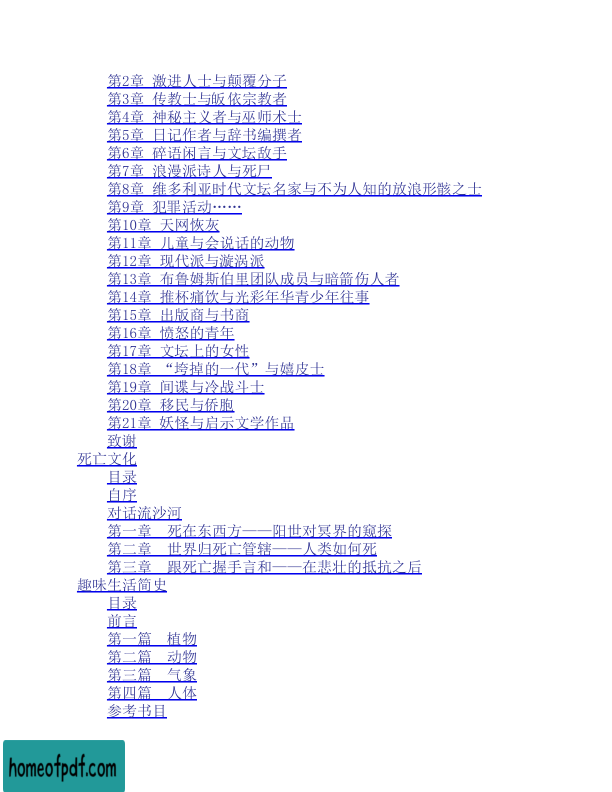 第2章 激进人士与颠覆分子
第3章 传教士与皈依宗教者
第4章 神秘主义者与巫师术士
第5章 日记作者与辞书编撰者
第6章 碎语闲言与文坛敌手
第7章 浪漫派诗人与死尸
第8章 维多利亚时代文坛名家与不为人知的放浪形骸之士
第9章 犯罪活动……
第10章 天网恢灰
第11章 儿童与会说话的动物
第12章 现代派与漩涡派
第13章 布鲁姆斯伯里团队成员与暗箭伤人者
第14章 推杯痛饮与光彩年华青少年往事
第15章 出版商与书商
第16章 愤怒的青年
第17章 文坛上的女性
第18章 “垮掉的一代”与嬉皮士
第19章 间谍与冷战斗士
第20章 移民与侨胞
第21章 妖怪与启示文学作品
致谢
死亡文化
目录
自序
对话流沙河
第一章 死在东西方——阳世对冥界的窥探
第二章 世界归死亡管辖——人类如何死
第三章 跟死亡握手言和——在悲壮的抵抗之后
趣味生活简史
目录
前言
第一篇 植物
第二篇 动物
第三篇 气象
第四篇 人体
参考书目
homeofpdf.com